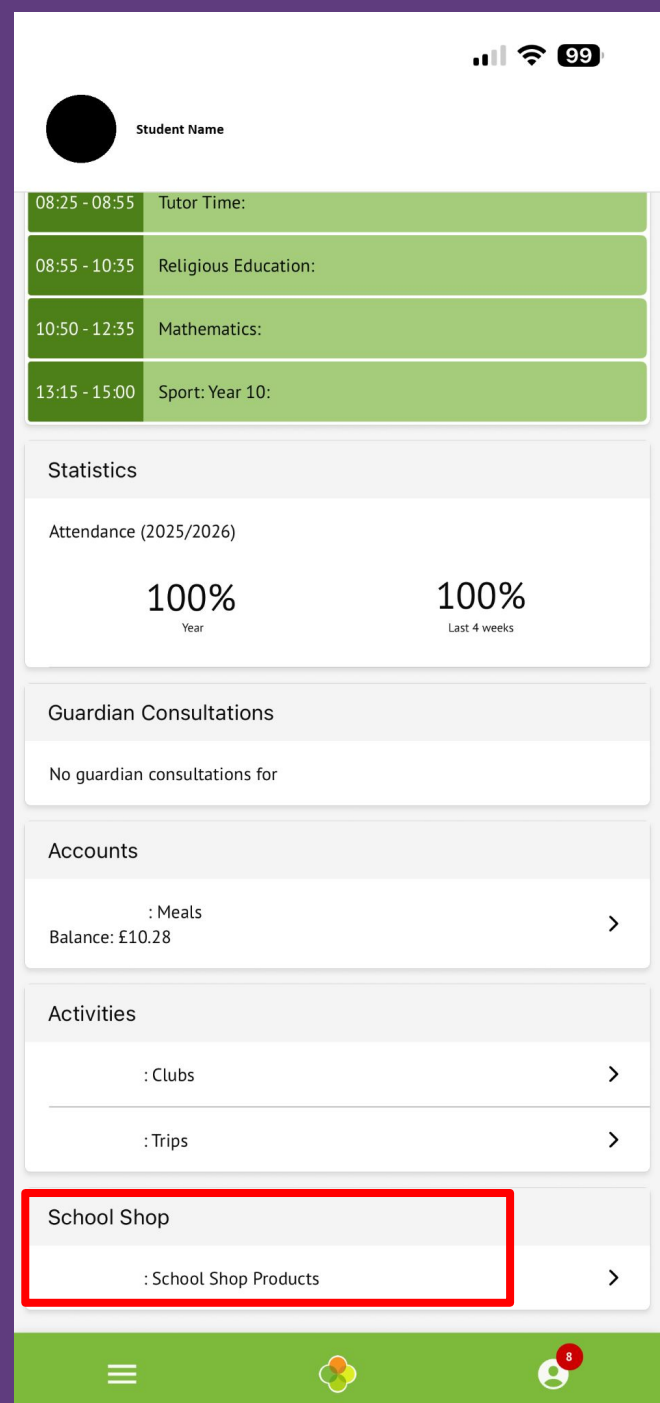 99
Student Name
08:25 - 08:55 Tutor Time:
08:55 - 10:35 Religious Education:
10:50 - 12:35 Mathematics:
13:15 - 15:00 Sport: Year 10:
Statistics
Attendance (2025/2026)
100% 100%
Year Last 4 weeks
Guardian Consultations
No guardian consultations for
Accounts
: Meals
Balance: £10.28
Activities
: Clubs
: Trips
School Shop
: School Shop Products
8